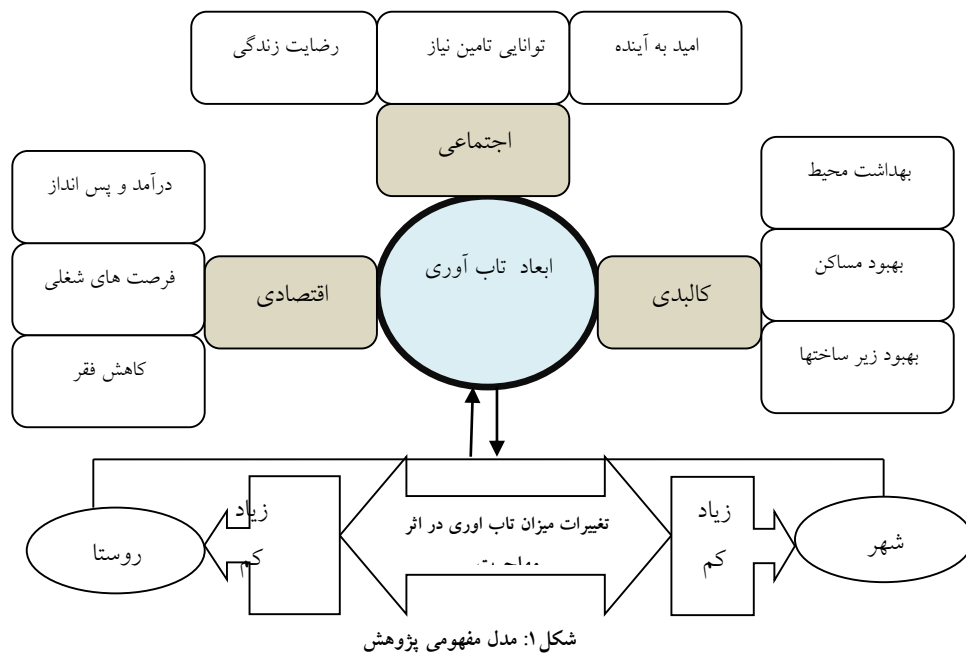 امید به آینده
توانایی تامین نیاز
رضایت زندگی
اجتماعی
بهداشت محیط
بهبود مساکن
بهبود زیر ساختها
کالبدی
ابعاد تاب آوری
اقتصادی
درآمد و پس انداز
فرصت های شغلی
کاهش فقر
شهر
زیاد
کم
تغییرات میزان تاب اوری در اثر
زیاد
کم
روستا
شکل۱: مدل مفهومی پژوهش